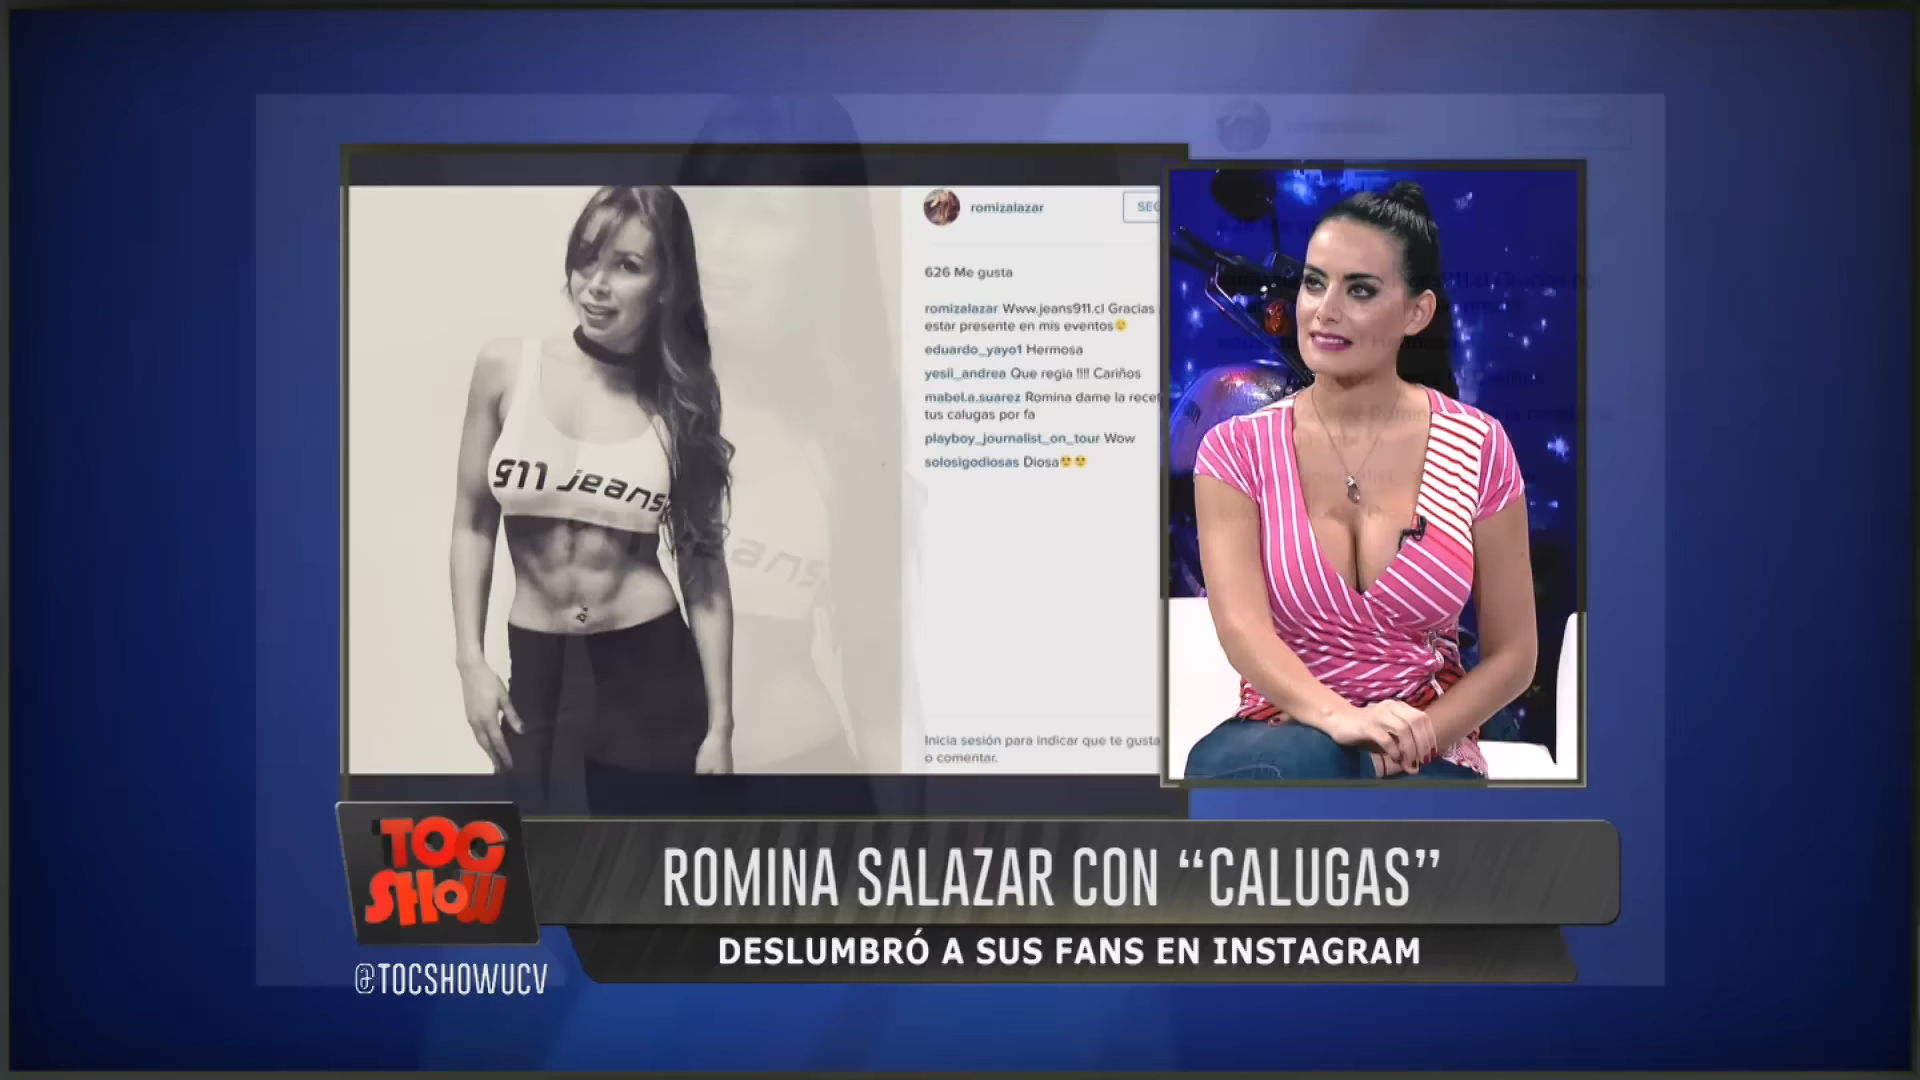 romizalazar
SEG
626 Me gusta
romizalazar Www.jeans911.cl Gracias
estar presente en mis eventos
eduardo_yayo1 Hermosa
yesii_andrea Que regia !!!! Cariños
mabel.a.suarez Romina dame la recet
tus calugas por fa
playboy_journalist_on_tour Wow
solosigodiosas Diosa
911 jeans
Inicia sesión para indicar que te gusta
o comentar.
TOC
SHOW
ROMINA SALAZAR CON “CALUGAS”
DESLUMBRÓ A SUS FANS EN INSTAGRAM
@TOCSHOWUCV